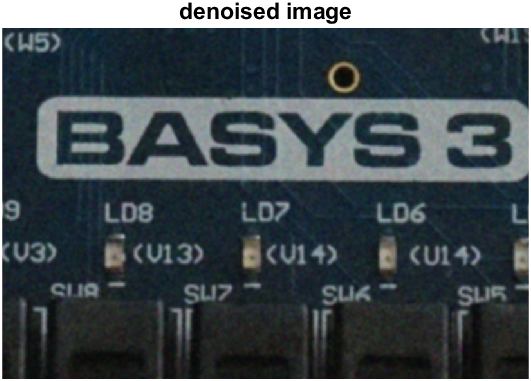 denoised image
(W5)
BASYS 3
LD8 LD7 LD6
(V3) (V13) (V14) (U14)
SW8 SW7 SW6 SW5